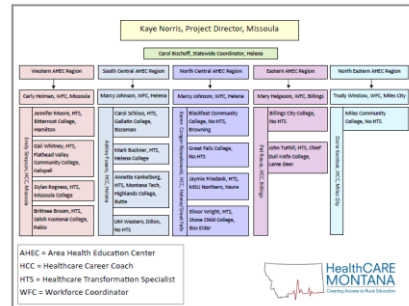 Kaye Norris, Project Director, Missoula
Carol Bischoff, Statewide Coordinator, Helena
Western AHEC Region
Carly Holman, WFC, Missoula
Jennifer Moore, HTS,
Bitterroot College,
Hamilton
Gail Whitney, HTS,
Flathead Valley
Community College,
Kalispell
Dylan Rogness, HTS,
Missoula College
Brittnee Broom, HTS,
Salish Kootenai College,
Pablo
South Central AHEC Region
Marcy Johnson, WFC, Helena
Carol Schloss, HTS,
Gallatin College,
Bozeman
Mark Buckner, HTS,
Helena College
Annette Kankelborg,
HTS, Montana Tech,
Highlands College,
Butte
UM Western, Dillon,
No HTS
North Central AHEC Region
Marcy Johnson, WFC, Helena
Blackfeet Community
College, No HTS,
Browning
Great Falls College,
No HTS
Jaymie Friedank, HTS,
MSU Northern, Havre
Elinor Wright, HTS,
Stone Child College,
Box Elder
Eastern AHEC Region
Mary Helgeson, WFC, Billings
Billings City College,
No HTS
John Tuthill, HTS, Chief
Dull Knife College,
Lame Deer
North Eastern AHEC Region
Trudy Winslow, WFC, Miles City
Miles Community
College, No HTS
AHEC = Area Health Education Center
HCC = Healthcare Career Coach
HTS = Healthcare Transformation Specialist
WFC = Workforce Coordinator
HealthCARE
MONTANA
Creating Access to Rural Education